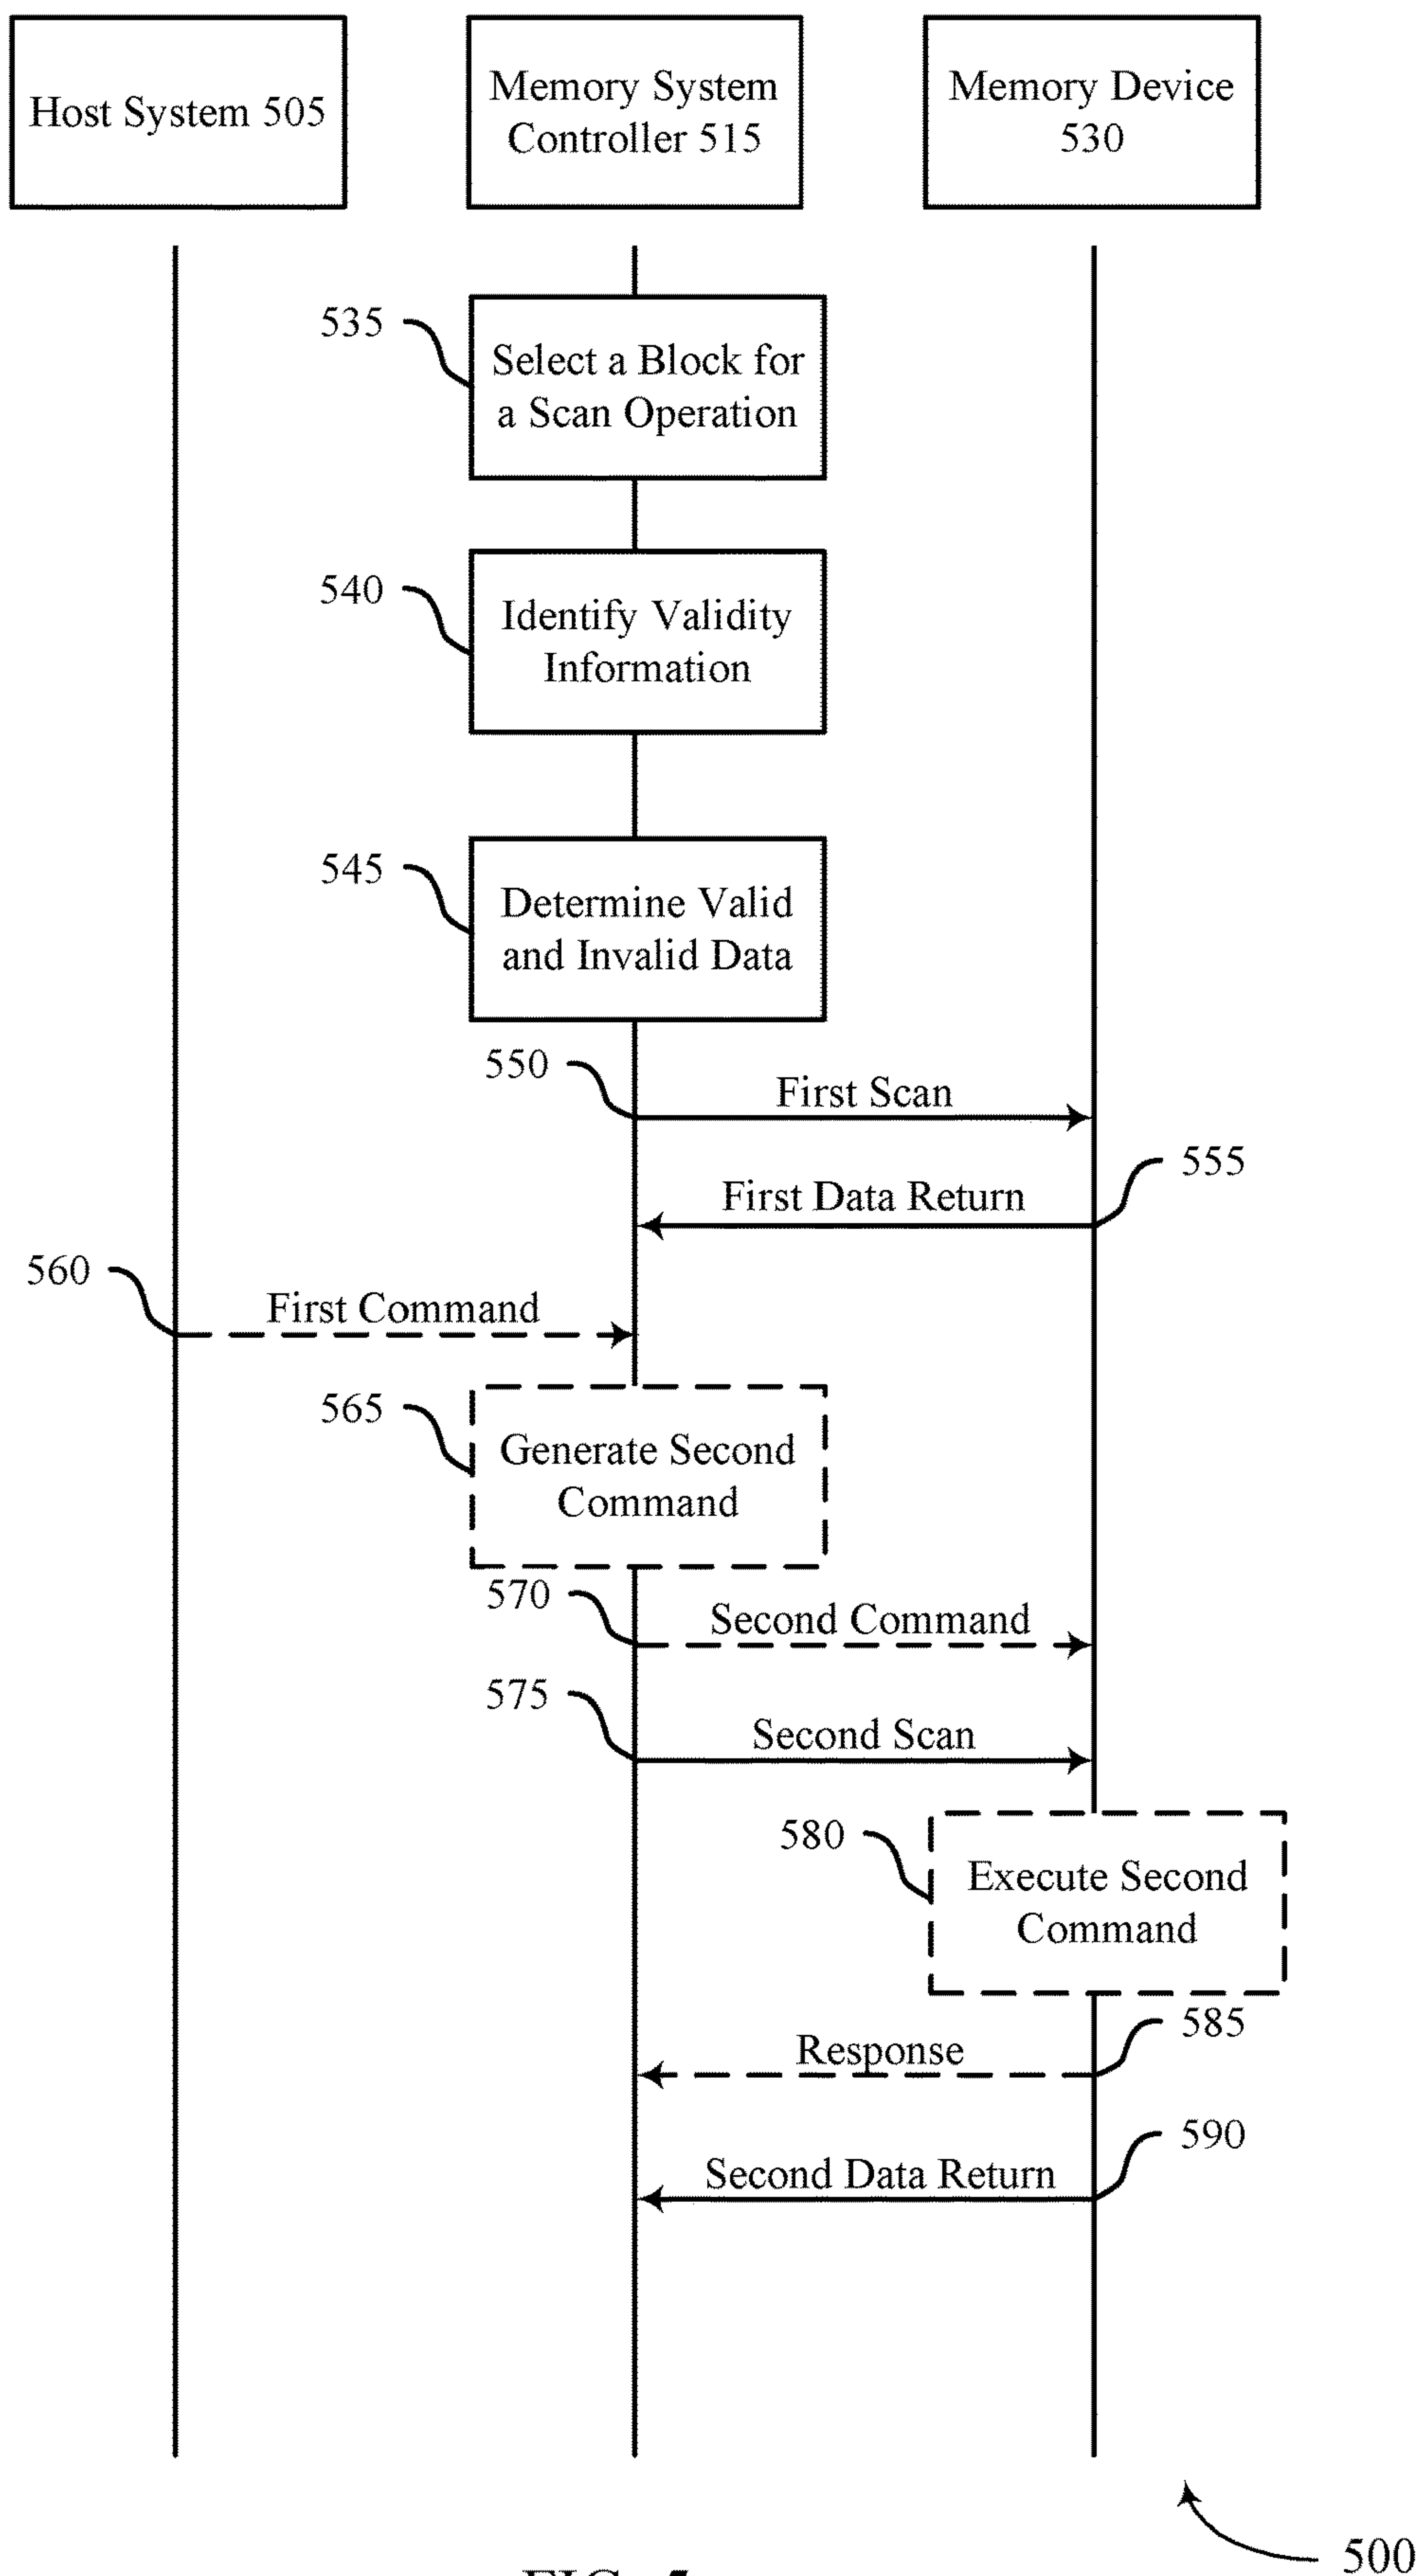 Host System 505
Memory System
Controller 515
Memory Device
530
535
Select a Block for
a Scan Operation
540
Identify Validity
Information
545
Determine Valid
and Invalid Data
550
First Scan
555
First Data Return
560
First Command
565
Generate Second
Command
570
Second Command
575
Second Scan
580
Execute Second
Command
585
Response
590
Second Data Return
500